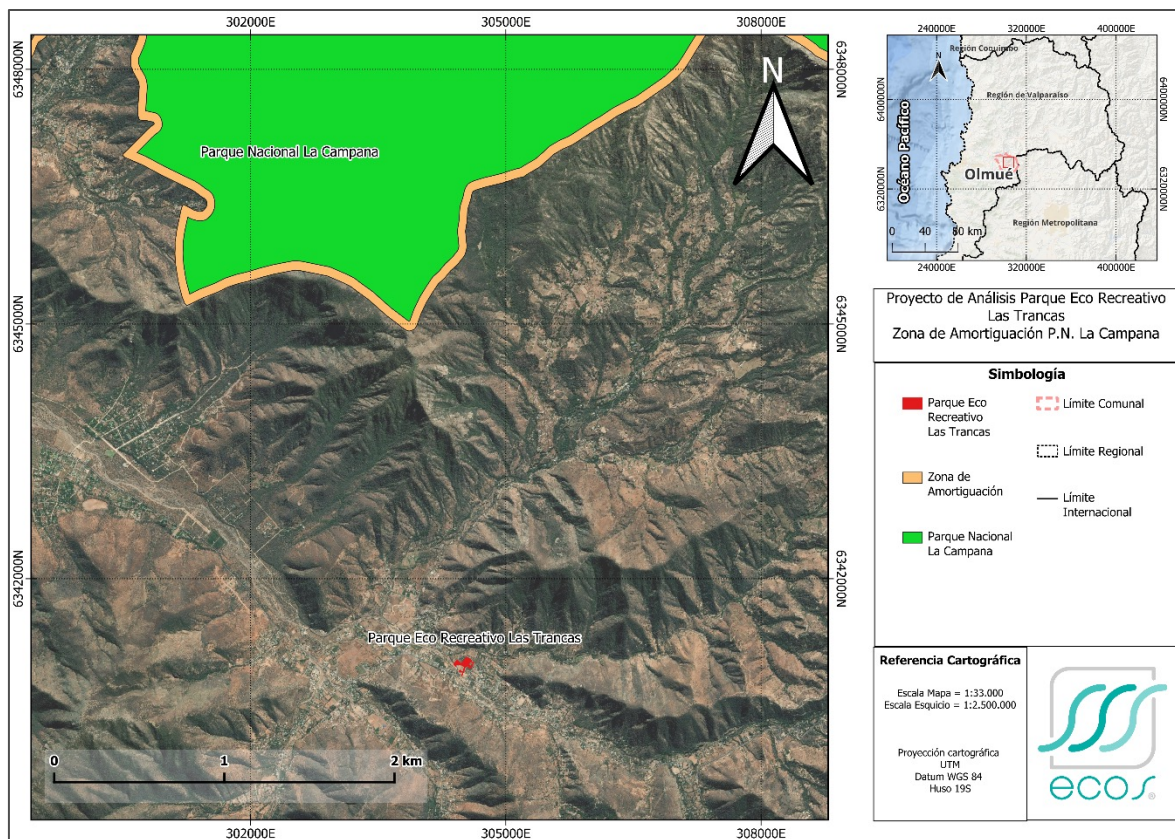 302000E
305000E
308000E
6348000N
6348000N
N
Parque Nacional La Campana
6345000N
6345000N
6342000N
6342000N
Parque Eco Recreativo Las Trancas
0
1
2 km
302000E
305000E
308000E
240000E
320000E
400000E
N
Región Coquimbo
Región de Valparaíso
6400000N
6400000N
Océano Pacífico
Olmué
6320000N
6320000N
Región Metropolitana
0
40
80 km
240000E
320000E
400000E
Proyecto de Análisis Parque Eco Recreativo
Las Trancas
Zona de Amortiguación P.N. La Campana
Simbología
Parque Eco
Recreativo
Las Trancas
Zona de
Amortiguación
Parque Nacional
La Campana
Límite Comunal
Límite Regional
Límite
Internacional
Referencia Cartográfica
Escala Mapa = 1:33.000
Escala Esquicio = 1:2.500.000
Proyección cartográfica
UTM
Datum WGS 84
Huso 19S
ecos®